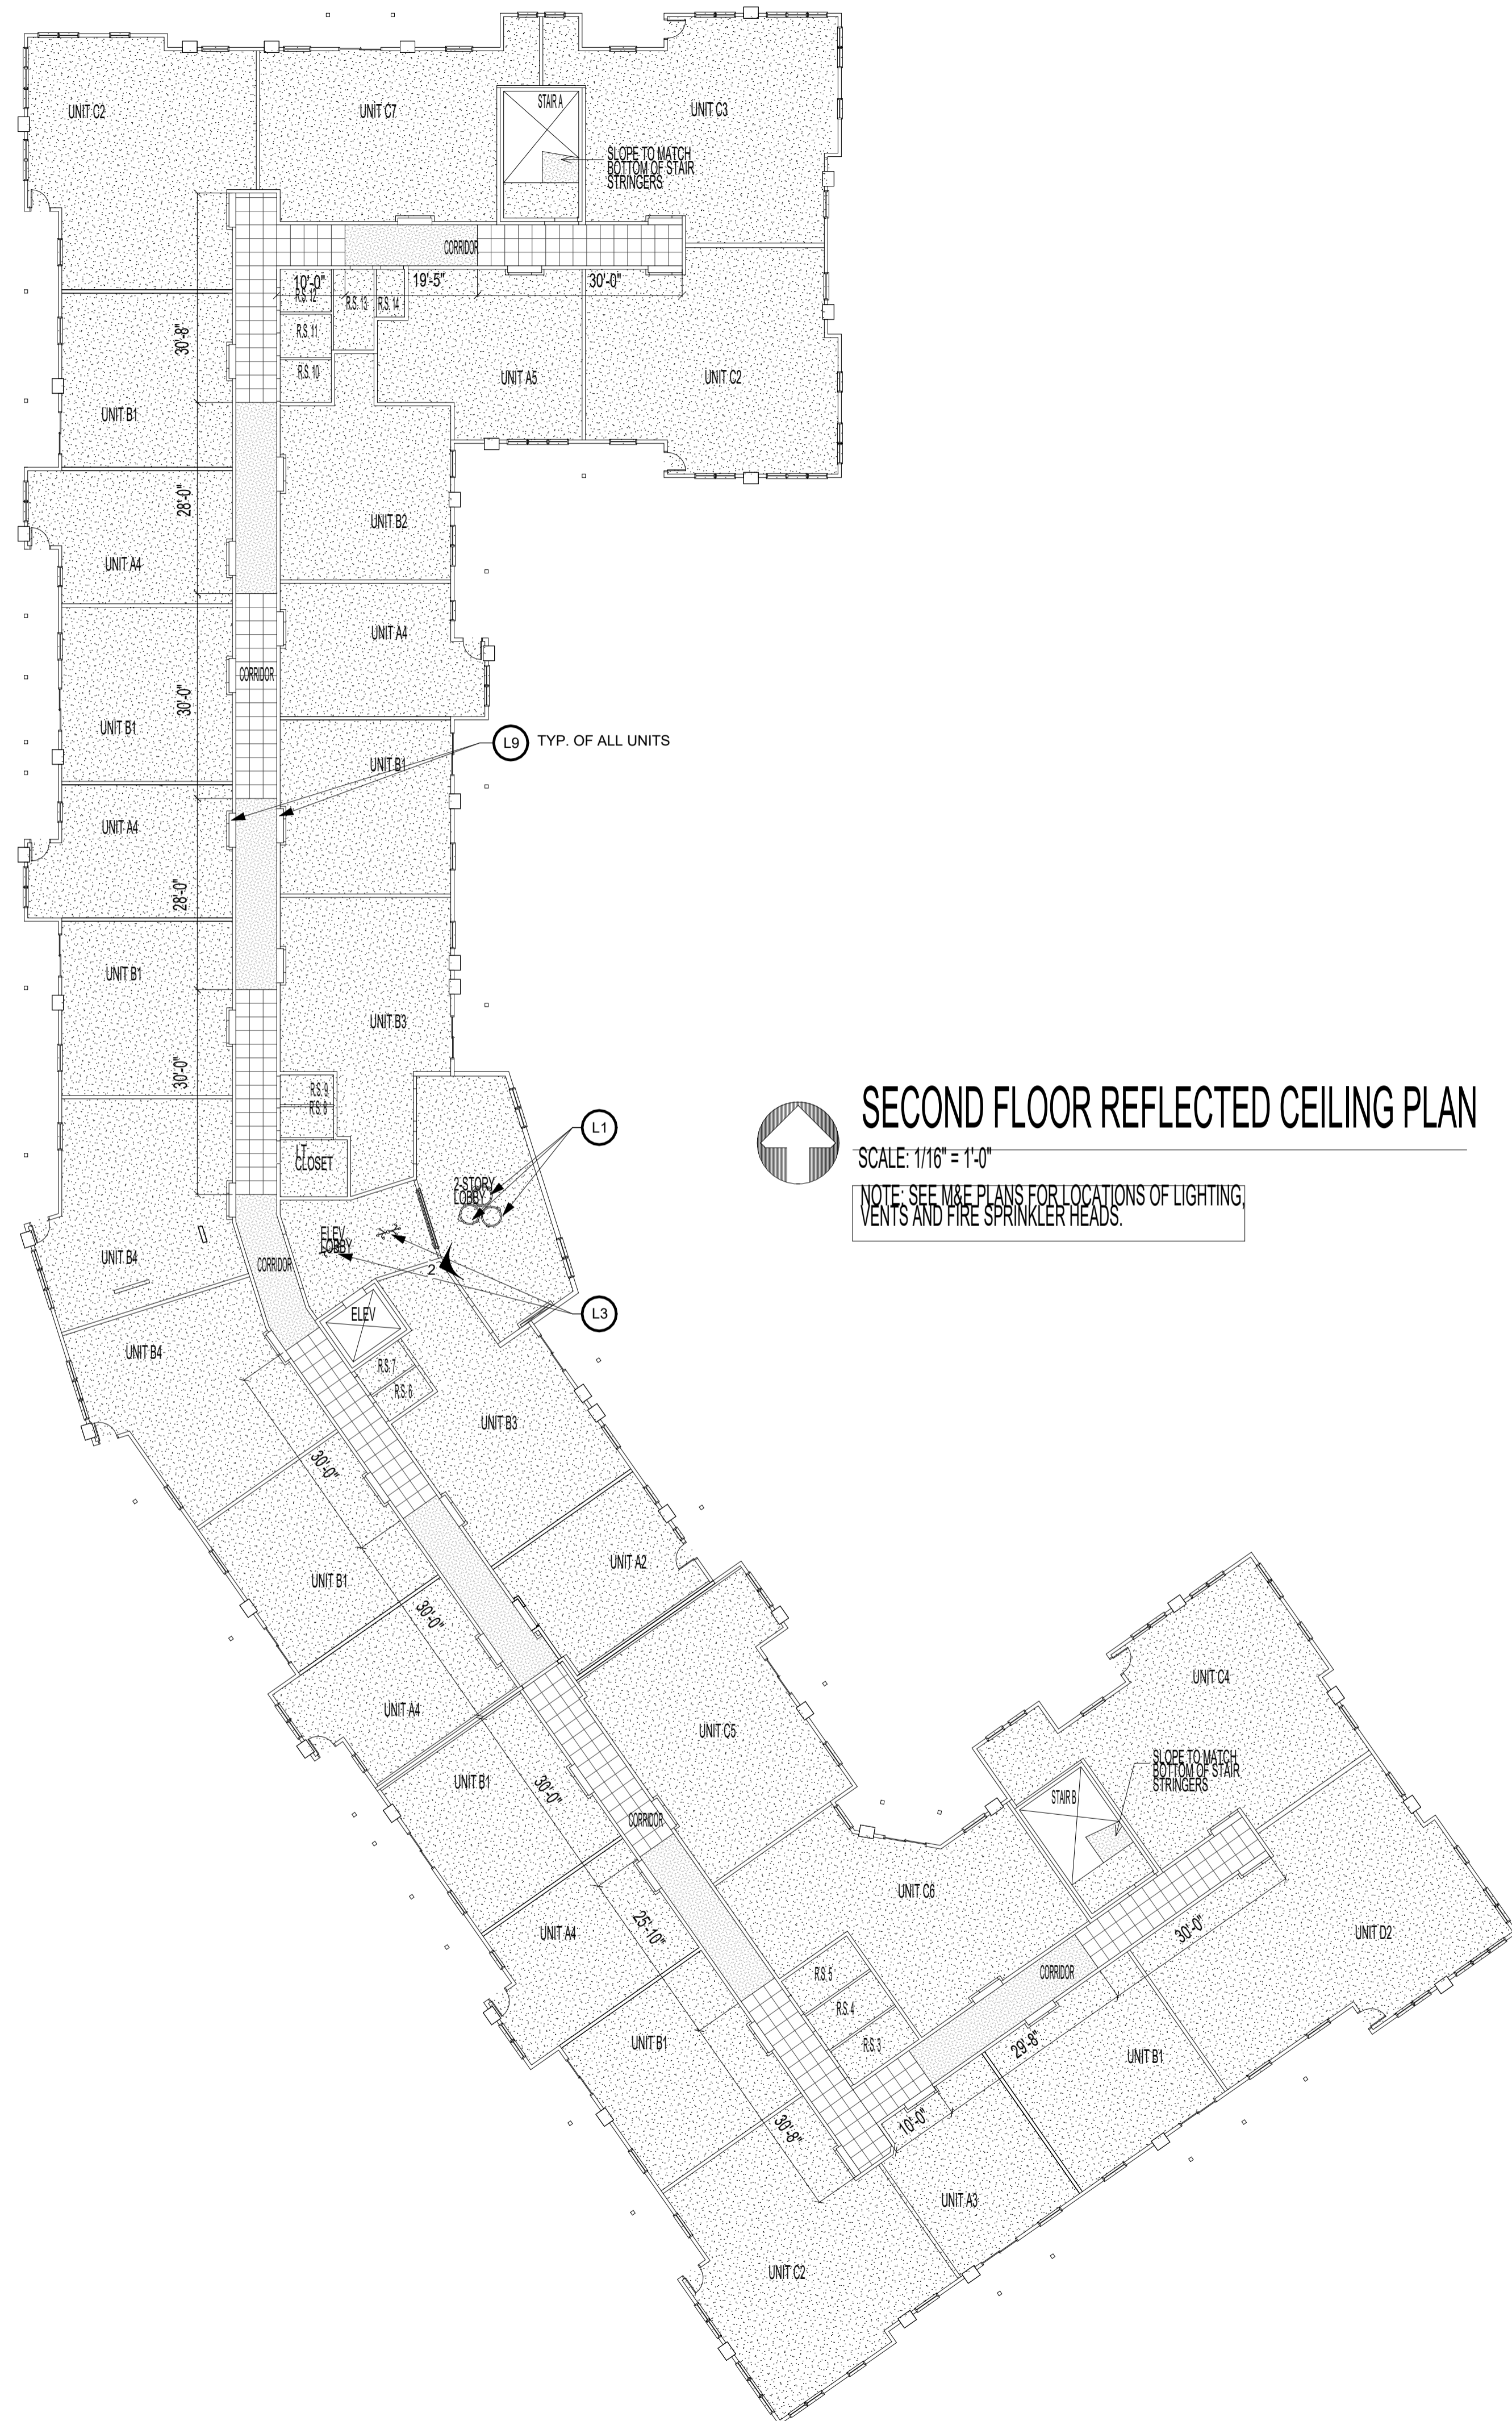 UNIT C2
UNIT C7
STAIR A
UNIT C3
SLOPE TO MATCH
BOTTOM OF STAIR
STRINGERS
CORRIDOR
10'-0"
19'-5"
30'-0"
R.S. 12
R.S. 13
R.S. 14
R.S. 11
R.S. 10
30'-8"
UNIT A5
UNIT C2
UNIT B1
28'-0"
UNIT B2
UNIT A4
UNIT A4
CORRIDOR
30'-0"
UNIT B1
L9
TYP. OF ALL UNITS
UNIT B1
UNIT A4
28'-0"
UNIT B1
UNIT B3
30'-0"
R.S. 9
R.S. 8
LT.
CLOSET
L1
2-STORY
LOBBY
ELEV.
LOBBY
UNIT B4
CORRIDOR
2
L3
ELEV
SECOND FLOOR REFLECTED CEILING PLAN
SCALE: 1/16" = 1'-0"
NOTE: SEE M&E PLANS FOR LOCATIONS OF LIGHTING,
VENTS AND FIRE SPRINKLER HEADS.
UNIT B4
R.S. 7
R.S. 6
UNIT B3
30'-0"
UNIT A2
UNIT B1
30'-0"
UNIT A4
UNIT C5
UNIT C4
UNIT B1
30'-0"
CORRIDOR
STAIR B
SLOPE TO MATCH
BOTTOM OF STAIR
STRINGERS
UNIT C6
UNIT A4
25'-10"
30'-0"
UNIT D2
R.S. 5
CORRIDOR
R.S. 4
R.S. 3
UNIT B1
29'-8"
UNIT B1
30'-8"
10'-0"
UNIT A3
UNIT C2